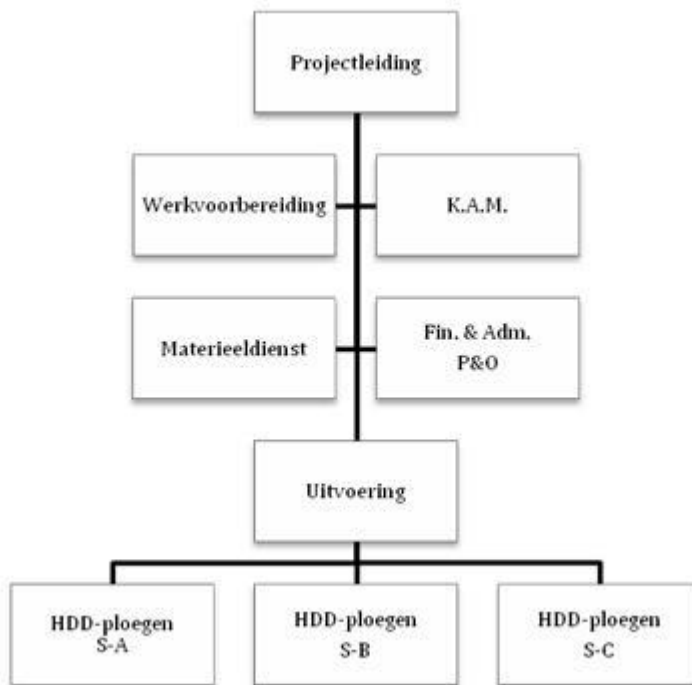 Projectleiding
Werkvoorbereiding
K.A.M.
Materieeldienst
Fin. & Adm.
P&O
Uitvoering
HDD-ploegen
S-A
HDD-ploegen
S-B
HDD-ploegen
S-C